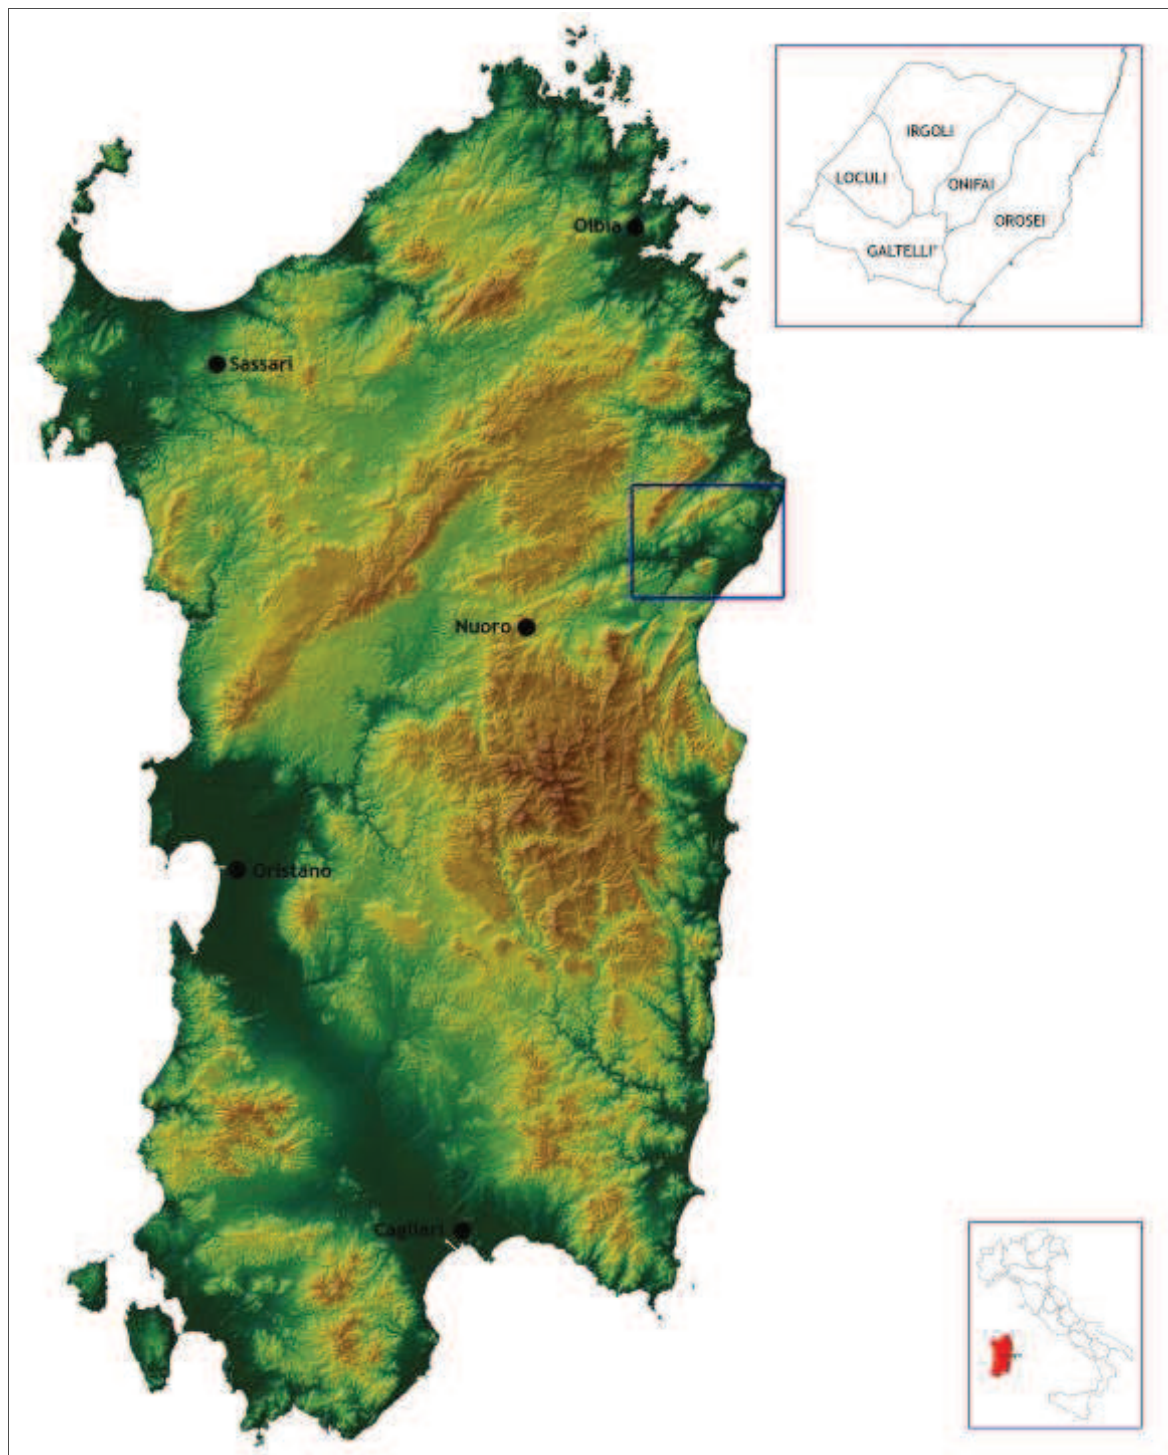 IRGOLI
LOCULI
ONIFAI
OROSEI
GALTELLI'
Olbia
Sassari
Nuoro
Oristano
Cagliari